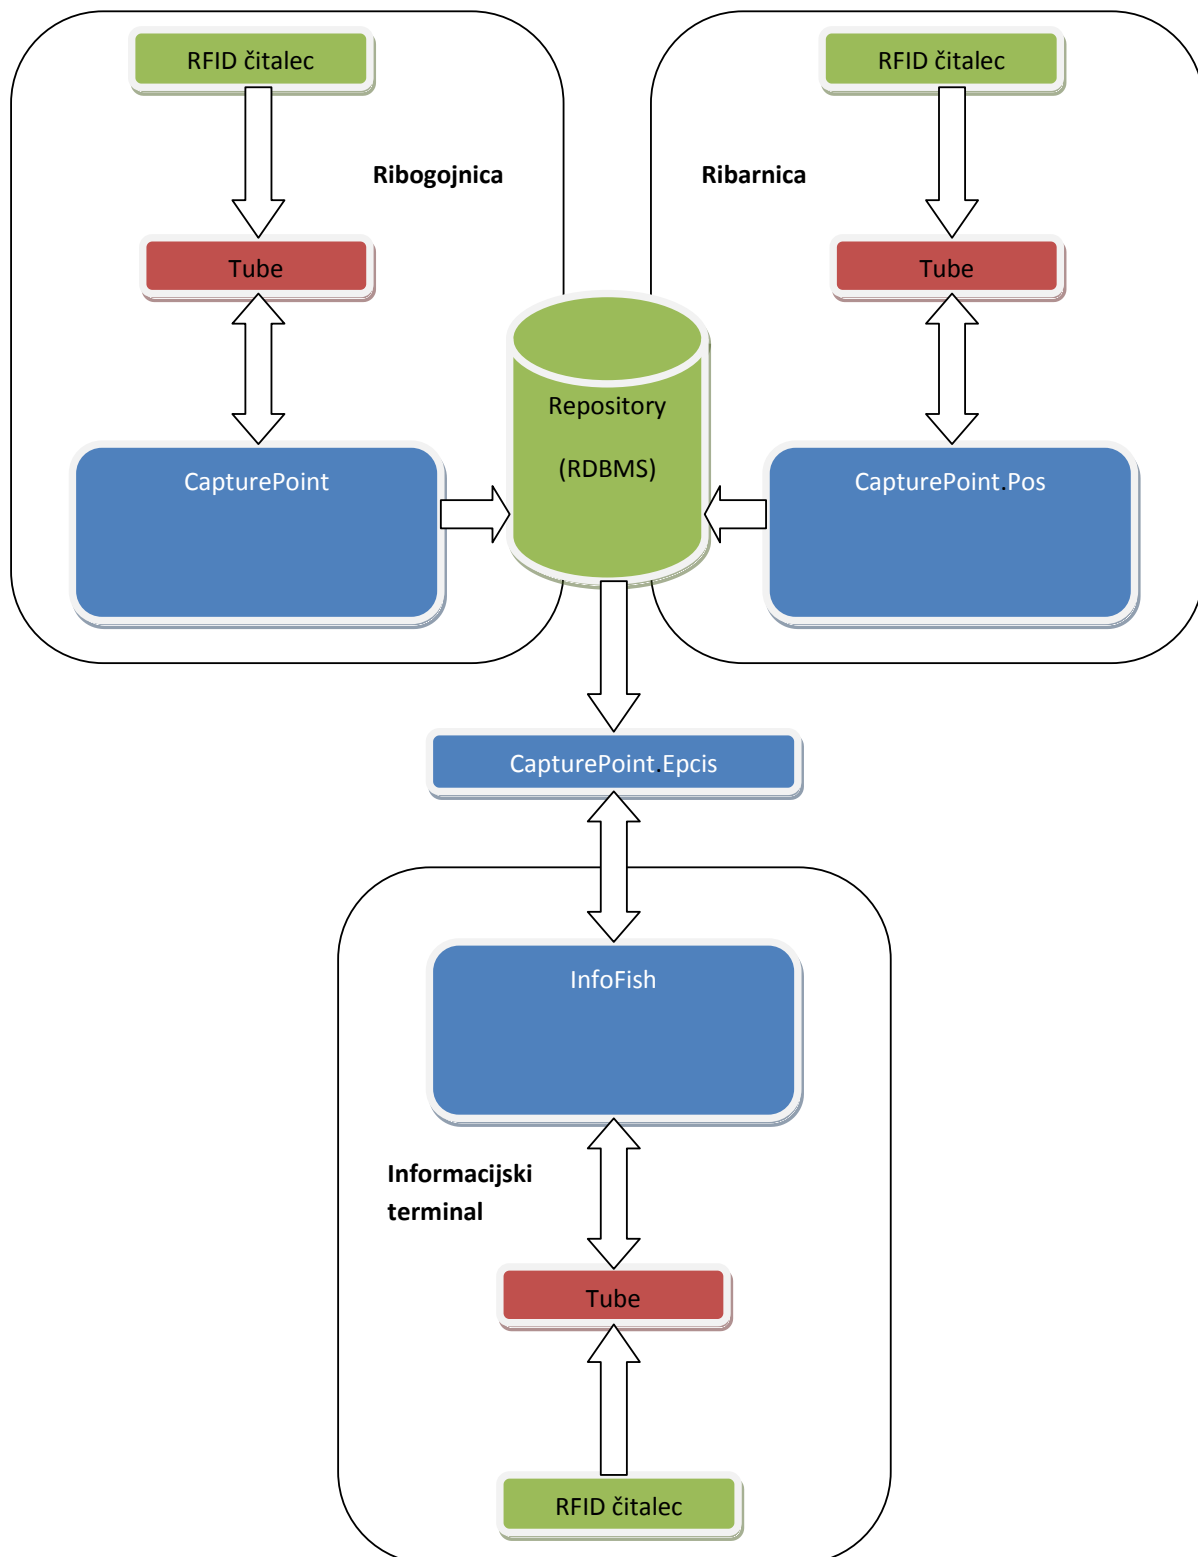 RFID čitalec
RFID čitalec
Ribogojnica
Ribarnica
Tube
Tube
Repository
(RDBMS)
CapturePoint
CapturePoint.Pos
CapturePoint.Epcis
InfoFish
Informacijski
terminal
Tube
RFID čitalec